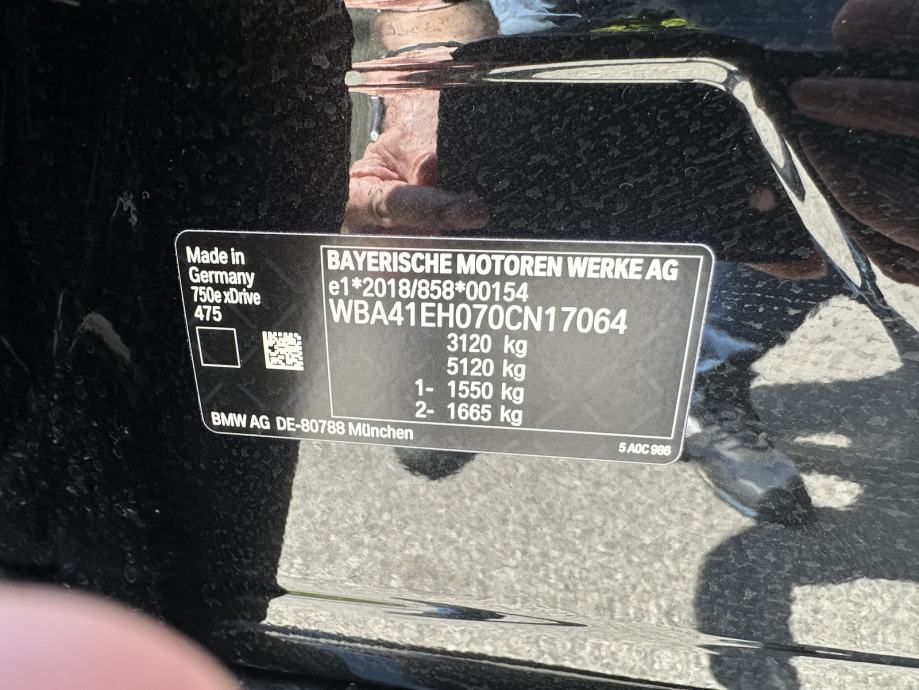 Made in
Germany
750e xDrive
475
BAYERISCHE MOTOREN WERKE AG
e1*2018/858*00154
WBA41EH070CN17064
3120 kg
5120 kg
1- 1550 kg
2- 1665 kg
BMW AG DE-80788 München
5 A0C 986